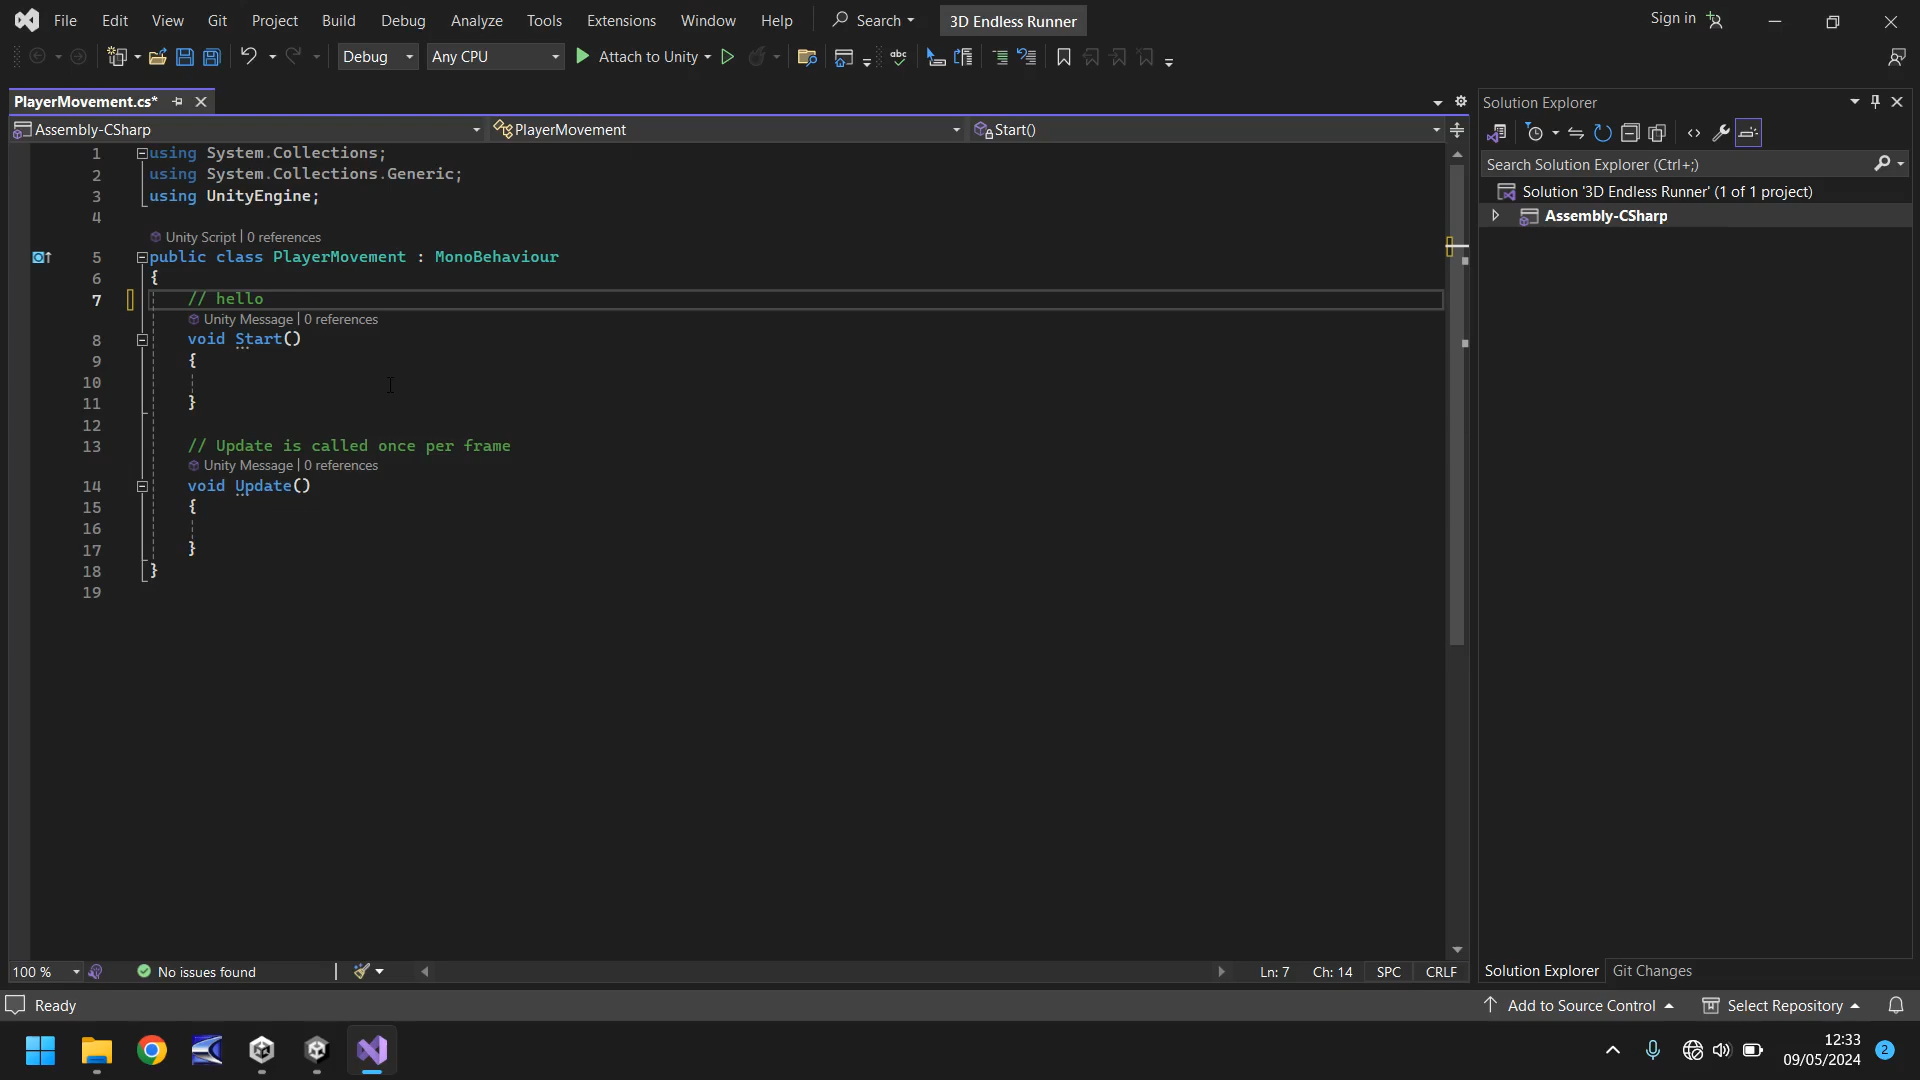 File Edit View Git Project Build Debug Analyze Tools Extensions Window Help Search 3D Endless Runner Sign in
Debug Any CPU Attach to Unity
PlayerMovement.cs*
Assembly-CSharp PlayerMovement Start()
1 using System.Collections;
2 using System.Collections.Generic;
3 using UnityEngine;
4
Unity Script | 0 references
5 public class PlayerMovement : MonoBehaviour
6 {
7 // hello
Unity Message | 0 references
8 void Start()
9 {
10
11 }
12
13 // Update is called once per frame
Unity Message | 0 references
14 void Update()
15 {
16
17 }
18 }
19
100 % No issues found Ln: 7 Ch: 14 SPC CRLF
Solution Explorer
Search Solution Explorer (Ctrl+;)
Solution '3D Endless Runner' (1 of 1 project)
Assembly-CSharp
Solution Explorer Git Changes
Ready Add to Source Control Select Repository
12:33
09/05/2024 2